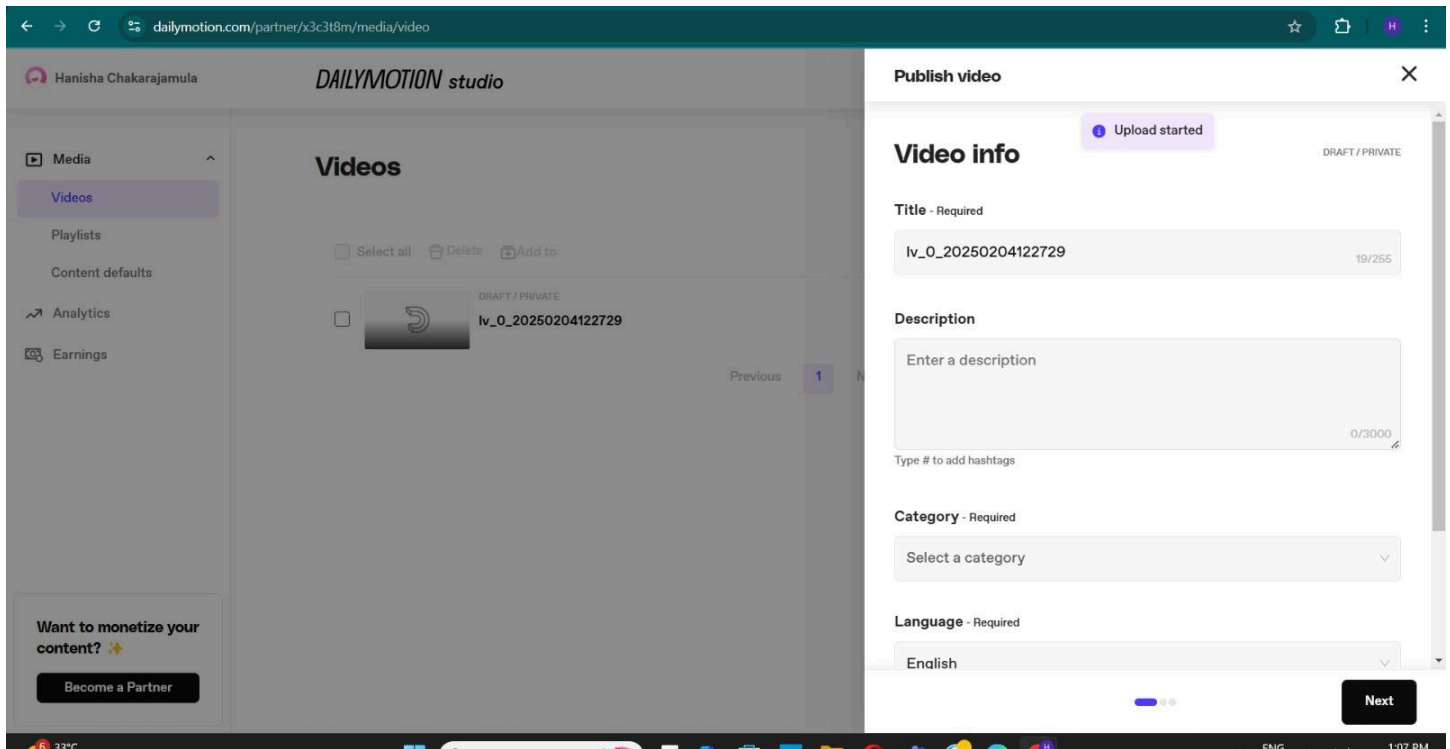 dailymotion.com/partner/x3c3t8m/media/video
H
Hanisha Chakarajamula
DAILYMOTION studio
Media
Videos
Playlists
Content defaults
Analytics
Earnings
Want to monetize your
content? ✨
Become a Partner
Videos
Select all Delete Add to
DRAFT / PRIVATE
lv_0_20250204122729
Previous 1 N
Publish video
Upload started
Video info
DRAFT / PRIVATE
Title - Required
lv_0_20250204122729
19/255
Description
Enter a description
0/3000
Type # to add hashtags
Category - Required
Select a category
Language - Required
English
Next
6 33°C
ENG
1:07 PM